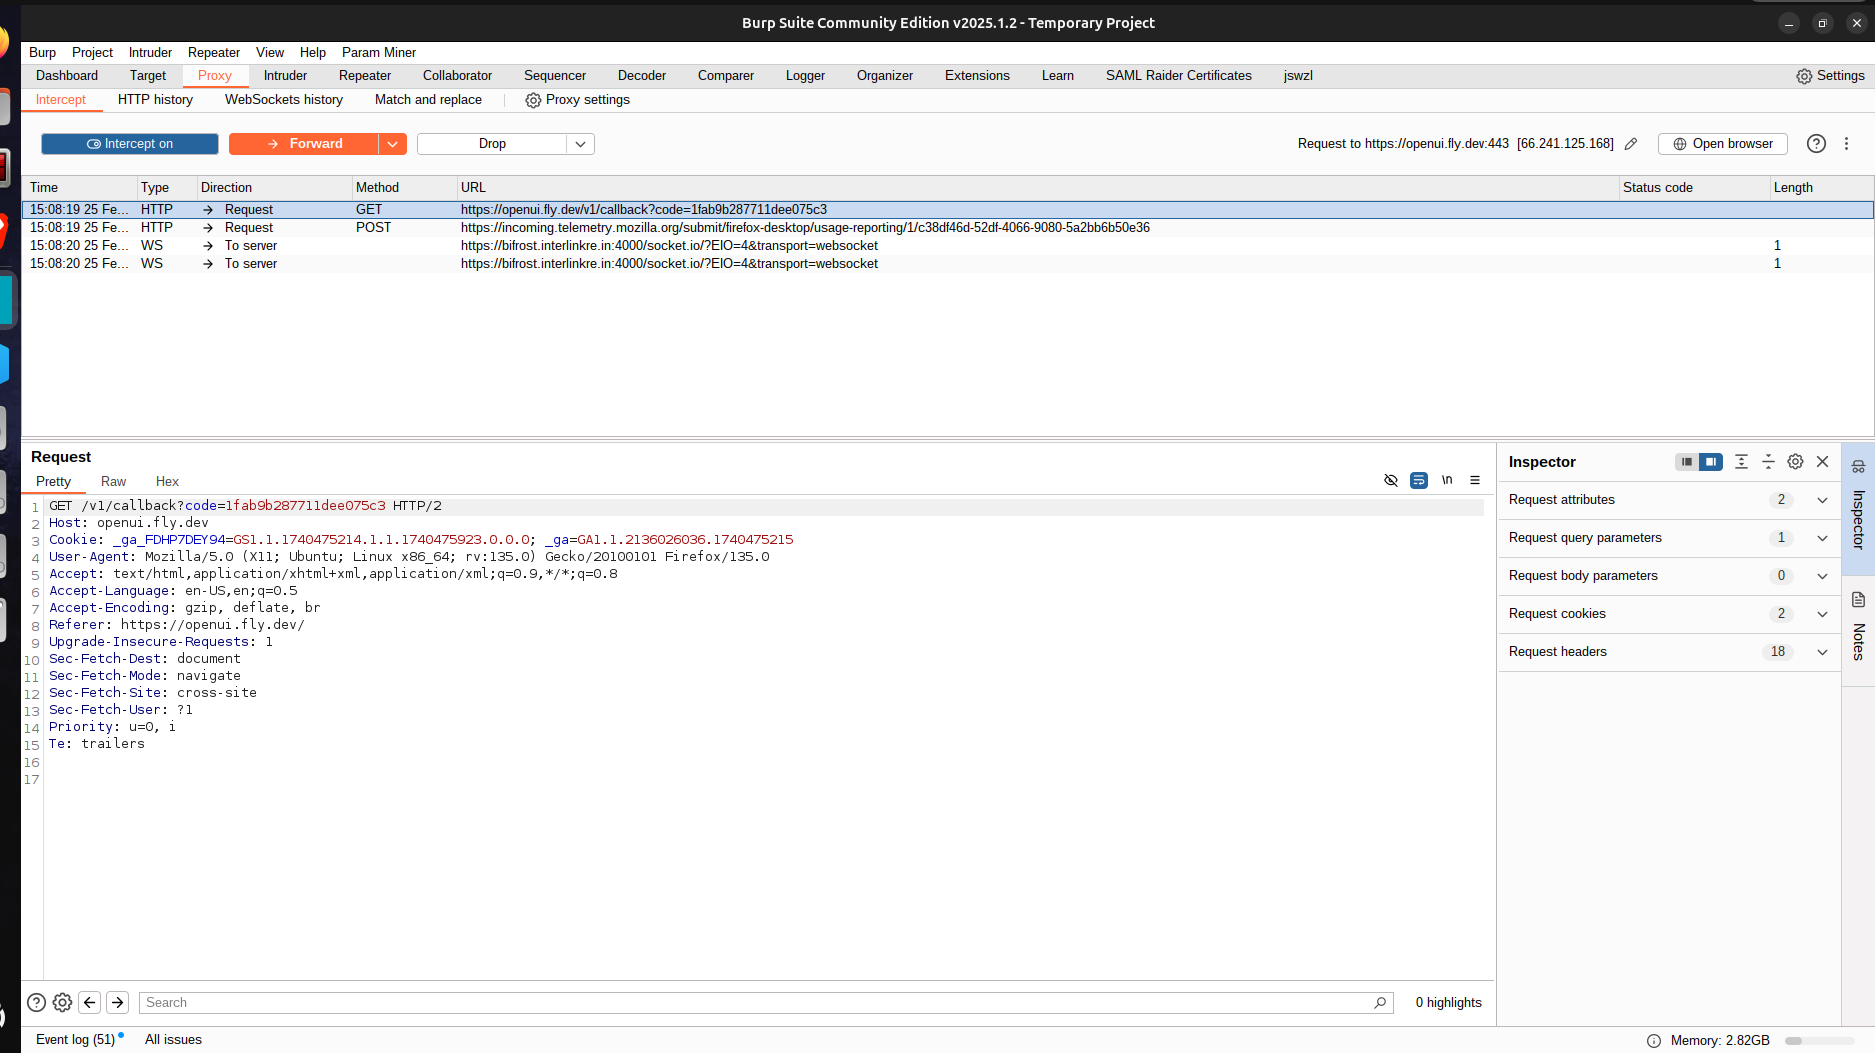 Burp Suite Community Edition v2025.1.2 - Temporary Project
Burp Project Intruder Repeater View Help Param Miner
Dashboard Target Proxy Intruder Repeater Collaborator Sequencer Decoder Comparer Logger Organizer Extensions Learn SAML Raider Certificates jswzl Settings
Intercept HTTP history WebSockets history Match and replace Proxy settings
Intercept on Forward Drop Request to https://openui.fly.dev:443 [66.241.125.168] Open browser
Time Type Direction Method URL Status code Length
15:08:19 25 Fe... HTTP → Request GET https://openui.fly.dev/v1/callback?code=1fab9b287711dee075c3
15:08:19 25 Fe... HTTP → Request POST https://incoming.telemetry.mozilla.org/submit/firefox-desktop/usage-reporting/1/c38df46d-52df-4066-9080-5a2bb6b50e36
15:08:20 25 Fe... WS → To server https://bifrost.interlinkre.in:4000/socket.io/?EIO=4&transport=websocket 1
15:08:20 25 Fe... WS → To server https://bifrost.interlinkre.in:4000/socket.io/?EIO=4&transport=websocket 1
Request
Pretty Raw Hex \n
1 GET /v1/callback?code=1fab9b287711dee075c3 HTTP/2
2 Host: openui.fly.dev
3 Cookie: _ga_FDHP7DEY94=GS1.1.1740475214.1.1.1740475923.0.0.0; _ga=GA1.1.2136026036.1740475215
4 User-Agent: Mozilla/5.0 (X11; Ubuntu; Linux x86_64; rv:135.0) Gecko/20100101 Firefox/135.0
5 Accept: text/html,application/xhtml+xml,application/xml;q=0.9,*/*;q=0.8
6 Accept-Language: en-US,en;q=0.5
7 Accept-Encoding: gzip, deflate, br
8 Referer: https://openui.fly.dev/
9 Upgrade-Insecure-Requests: 1
10 Sec-Fetch-Dest: document
11 Sec-Fetch-Mode: navigate
12 Sec-Fetch-Site: cross-site
13 Sec-Fetch-User: ?1
14 Priority: u=0, i
15 Te: trailers
16
17
Inspector
Request attributes 2
Request query parameters 1
Request body parameters 0
Request cookies 2
Request headers 18
Inspector
Notes
Search 0 highlights
Event log (51) All issues Memory: 2.82GB